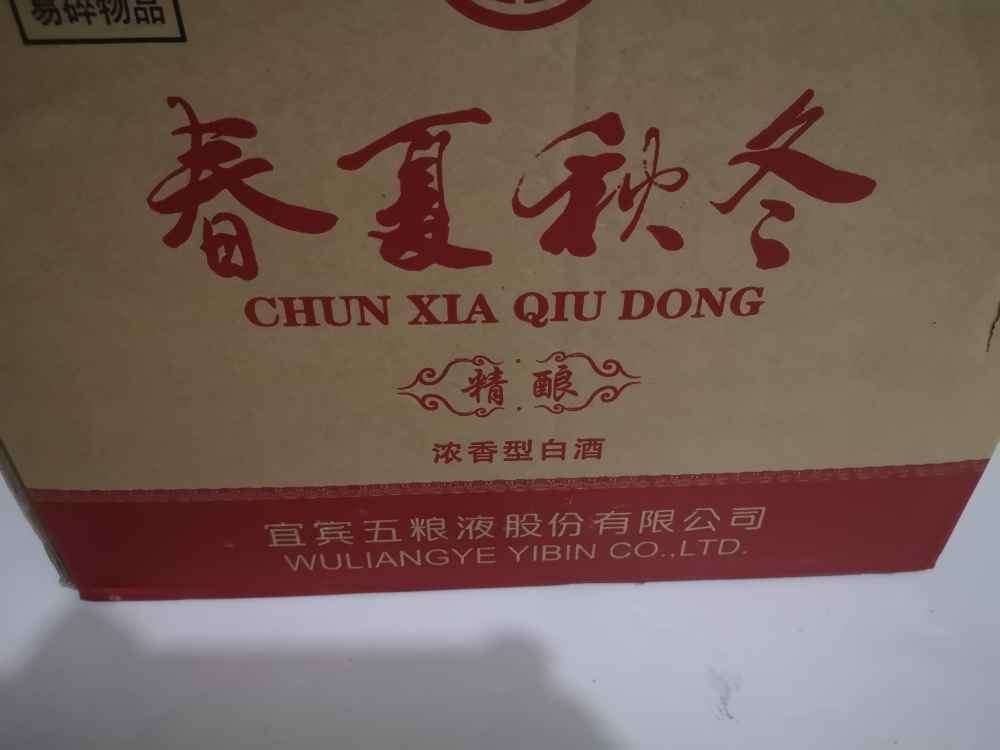 易碎物品
春夏秋冬
CHUN XIA QIU DONG
精酿
浓香型白酒
宜宾五粮液股份有限公司
WULIANGYE YIBIN CO.,LTD.